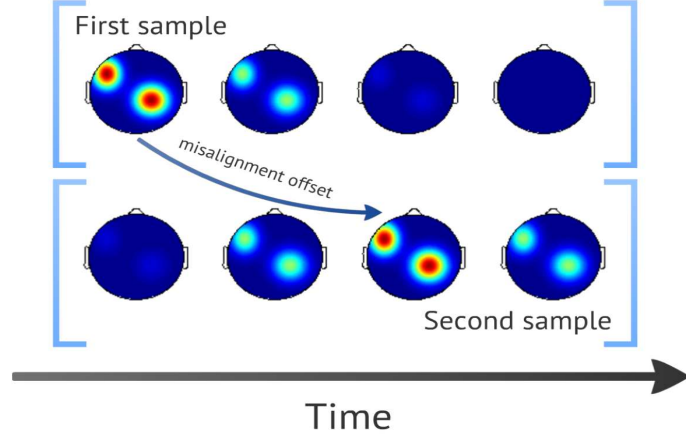 First sample
misalignment offset
Second sample
Time